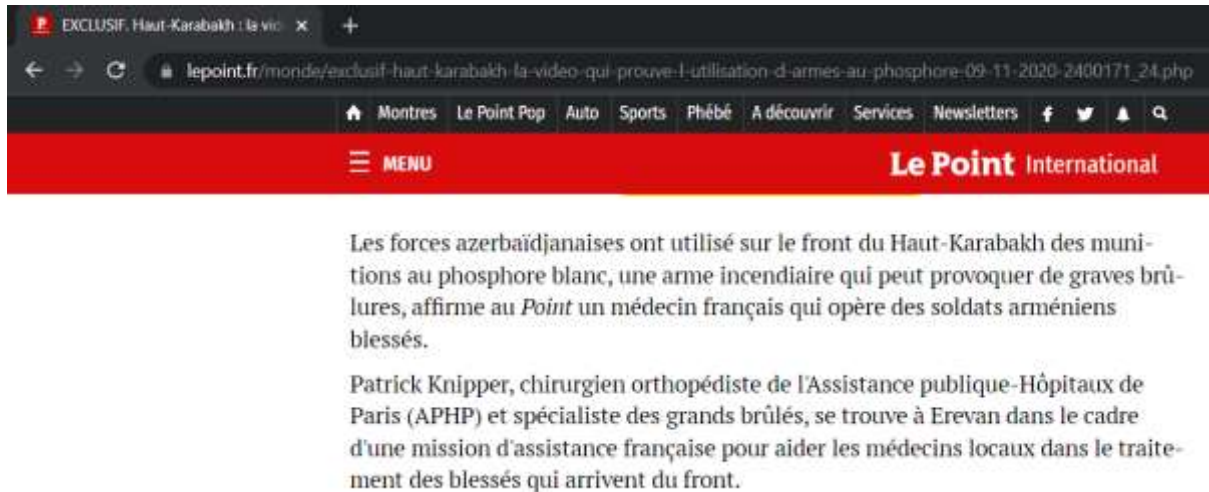 EXCLUSIF. Haut-Karabakh : la vi
lepoint.fr/monde/exclusif-haut-karabakh-la-video-qui-prouve-l-utilisation-d-armes-au-phosphore-09-11-2020-2400171_24.php
Montres Le Point Pop Auto Sports Phébé A découvrir Services Newsletters
MENU Le Point International
Les forces azerbaïdjanaises ont utilisé sur le front du Haut-Karabakh des muni-
tions au phosphore blanc, une arme incendiaire qui peut provoquer de graves brû-
lures, affirme au Point un médecin français qui opère des soldats arméniens
blessés.
Patrick Knipper, chirurgien orthopédiste de l'Assistance publique-Hôpitaux de
Paris (APHP) et spécialiste des grands brûlés, se trouve à Erevan dans le cadre
d'une mission d'assistance française pour aider les médecins locaux dans le traite-
ment des blessés qui arrivent du front.